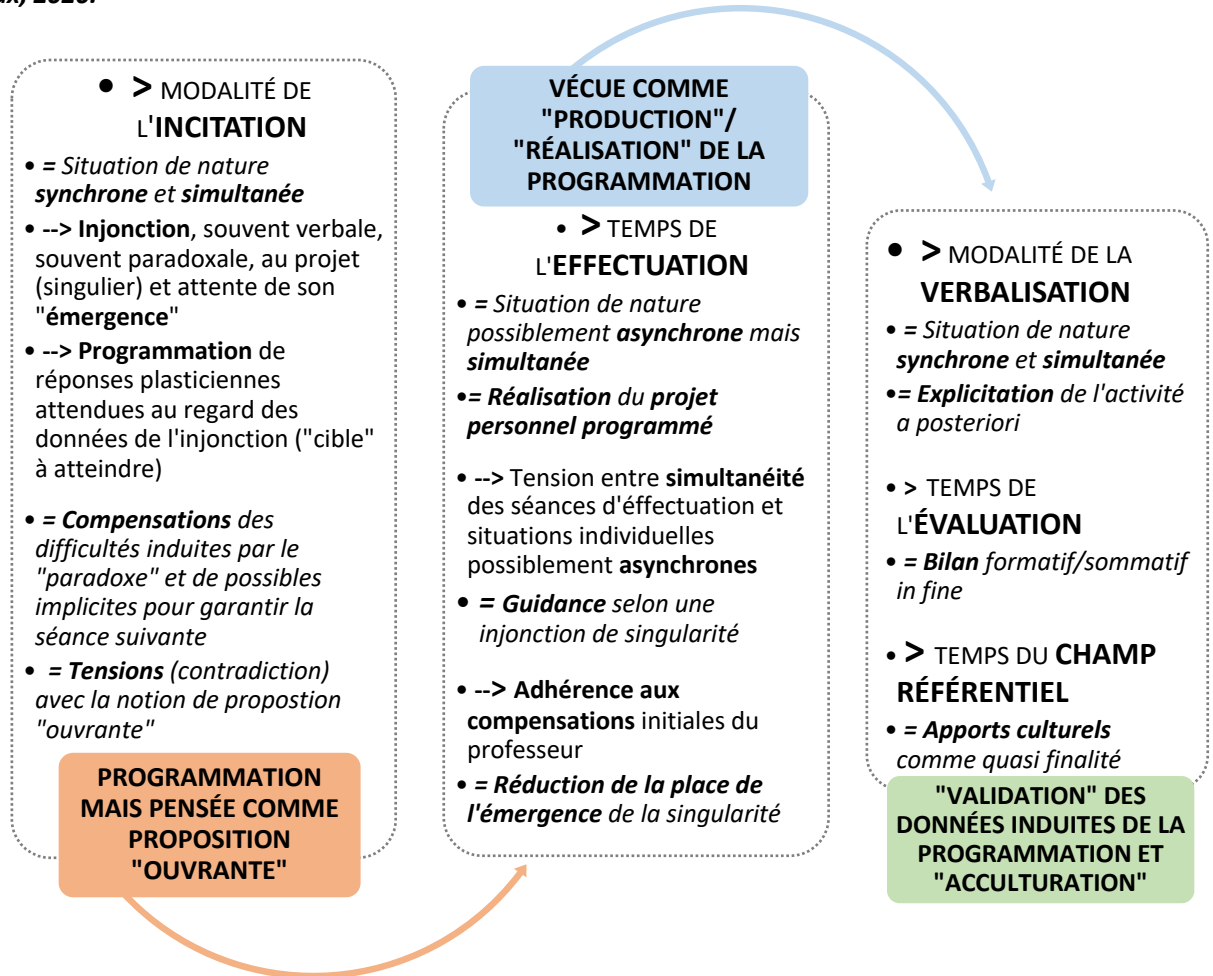 • > MODALITÉ DE
L'INCITATION
• = Situation de nature
synchrone et simultanée
• --> Injonction, souvent verbale,
souvent paradoxale, au projet
(singulier) et attente de son
"émergence"
• --> Programmation de
réponses plasticiennes
attendues au regard des
données de l'injonction ("cible"
à atteindre)
• = Compensations des
difficultés induites par le
"paradoxe" et de possibles
implicites pour garantir la
séance suivante
• = Tensions (contradiction)
avec la notion de propostion
"ouvrante"
PROGRAMMATION
MAIS PENSÉE COMME
PROPOSITION
"OUVRANTE"
VÉCUE COMME
"PRODUCTION"/
"RÉALISATION" DE LA
PROGRAMMATION
• > TEMPS DE
L'EFFECTUATION
• = Situation de nature
possiblement asynchrone mais
simultanée
•= Réalisation du projet
personnel programmé
• --> Tension entre simultanéité
des séances d'éffectuation et
situations individuelles
possiblement asynchrones
• = Guidance selon une
injonction de singularité
• --> Adhérence aux
compensations initiales du
professeur
• = Réduction de la place de
l'émergence de la singularité
• > MODALITÉ DE LA
VERBALISATION
• = Situation de nature
synchrone et simultanée
•= Explicitation de l'activité
a posteriori
• > TEMPS DE
L'ÉVALUATION
• = Bilan formatif/sommatif
in fine
• > TEMPS DU CHAMP
RÉFÉRENTIEL
• = Apports culturels
comme quasi finalité
"VALIDATION" DES
DONNÉES INDUITES DE LA
PROGRAMMATION ET
"ACCULTURATION"